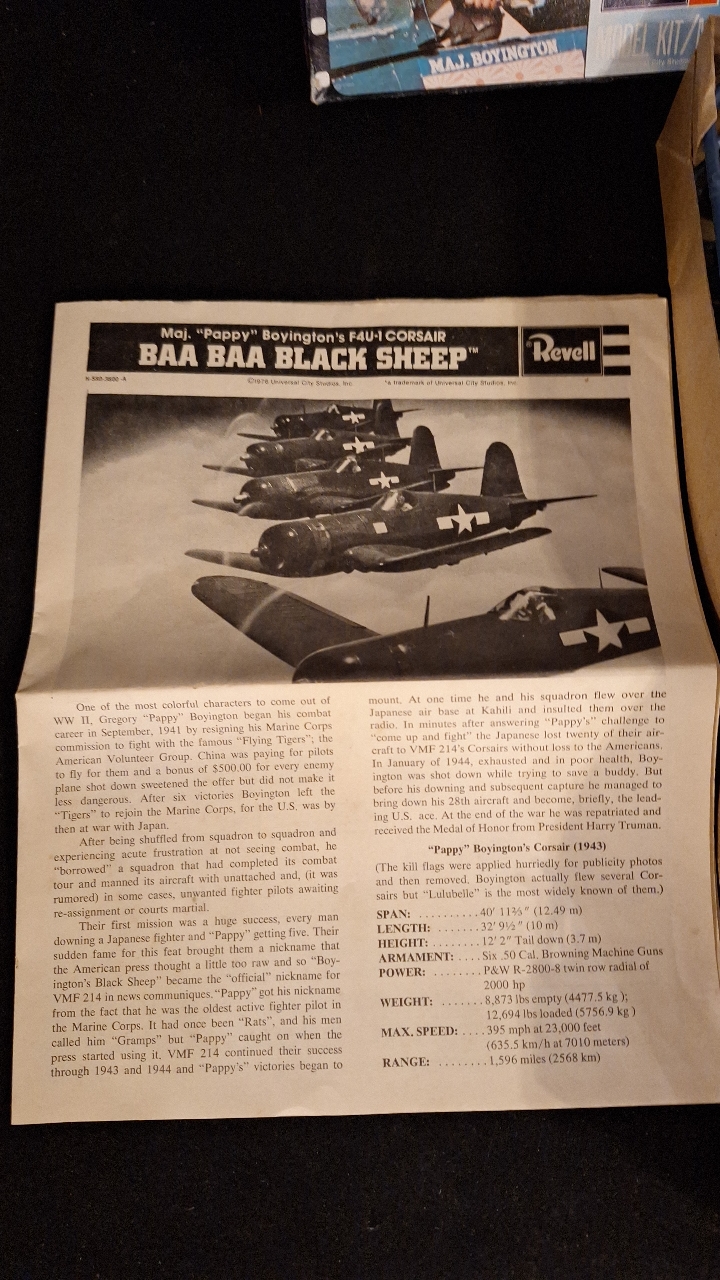 MAJ. BOYINGTON
MODEL KIT/
Maj. "Pappy" Boyington's F4U-1 CORSAIR
BAA BAA BLACK SHEEP™
Revell
©1976 Universal City Studios, Inc.
*a trademark of Universal City Studios, Inc.
One of the most colorful characters to come out of
WW II, Gregory "Pappy" Boyington began his combat
career in September, 1941 by resigning his Marine Corps
commission to fight with the famous "Flying Tigers"; the
American Volunteer Group. China was paying for pilots
to fly for them and a bonus of $500.00 for every enemy
plane shot down sweetened the offer but did not make it
less dangerous. After six victories Boyington left the
"Tigers" to rejoin the Marine Corps, for the U.S. was by
then at war with Japan.
After being shuffled from squadron to squadron and
experiencing acute frustration at not seeing combat, he
"borrowed" a squadron that had completed its combat
tour and manned its aircraft with unattached and, (it was
rumored) in some cases, unwanted fighter pilots awaiting
re-assignment or courts martial.
Their first mission was a huge success, every man
downing a Japanese fighter and "Pappy" getting five. Their
sudden fame for this feat brought them a nickname that
the American press thought a little too raw and so "Boy-
ington's Black Sheep" became the "official" nickname for
VMF 214 in news communiques. "Pappy" got his nickname
from the fact that he was the oldest active fighter pilot in
the Marine Corps. It had once been "Rats", and his men
called him "Gramps" but "Pappy" caught on when the
press started using it. VMF 214 continued their success
through 1943 and 1944 and "Pappy's" victories began to
mount. At one time he and his squadron flew over the
Japanese air base at Kahili and insulted them over the
radio. In minutes after answering "Pappy's" challenge to
"come up and fight" the Japanese lost twenty of their air-
craft to VMF 214's Corsairs without loss to the Americans.
In January of 1944, exhausted and in poor health, Boy-
ington was shot down while trying to save a buddy. But
before his downing and subsequent capture he managed to
bring down his 28th aircraft and become, briefly, the lead-
ing U.S. ace. At the end of the war he was repatriated and
received the Medal of Honor from President Harry Truman.
"Pappy" Boyington's Corsair (1943)
(The kill flags were applied hurriedly for publicity photos
and then removed. Boyington actually flew several Cor-
sairs but "Lulubelle" is the most widely known of them.)
SPAN: .......... 40' 11⅖" (12.49 m)
LENGTH: ........ 32' 9½" (10 m)
HEIGHT: ........ 12' 2" Tail down (3.7 m)
ARMAMENT: .... Six .50 Cal. Browning Machine Guns
POWER: ........ P&W R-2800-8 twin row radial of
2000 hp
WEIGHT: ....... 8,873 lbs empty (4477.5 kg);
12,694 lbs loaded (5756.9 kg)
MAX. SPEED: .... 395 mph at 23,000 feet
(635.5 km/h at 7010 meters)
RANGE: ........ 1,596 miles (2568 km)